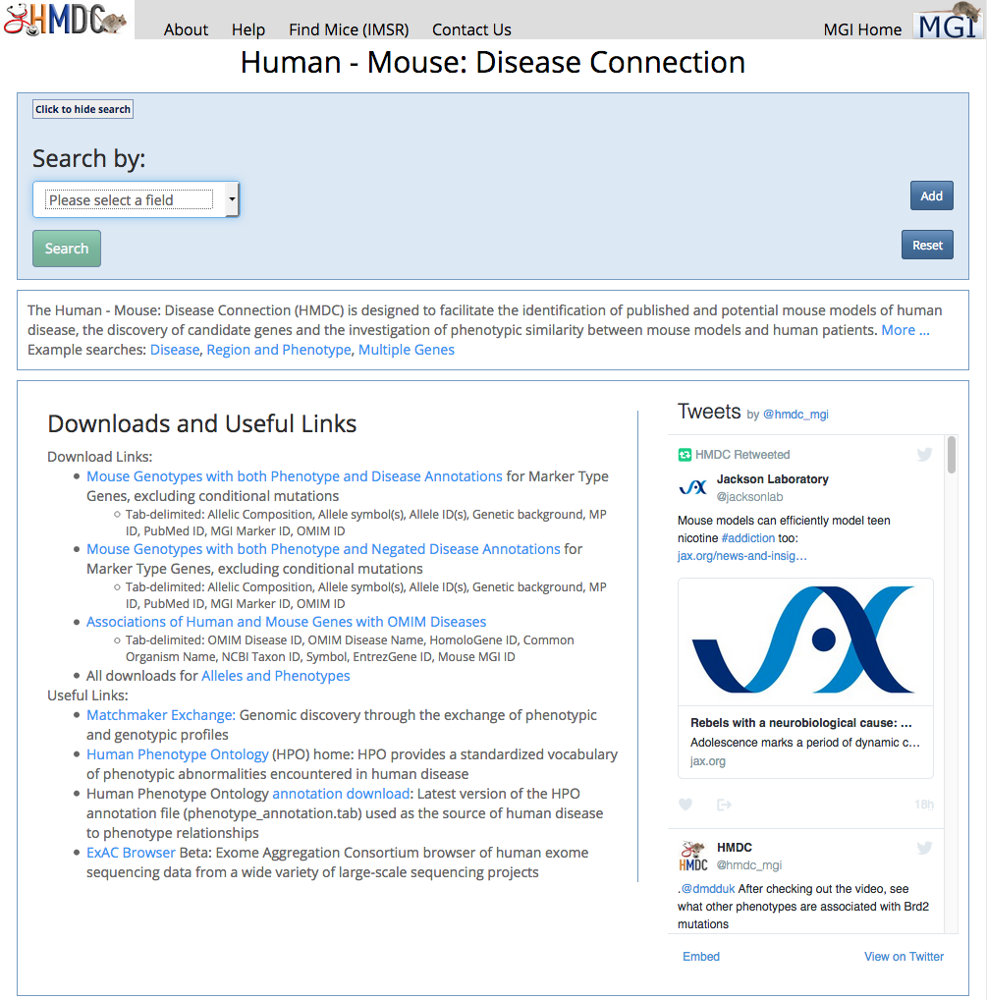 HMDC
About Help Find Mice (IMSR) Contact Us MGI Home MGI
Human - Mouse: Disease Connection
Click to hide search
Search by:
Please select a field
Add
Search
Reset
The Human - Mouse: Disease Connection (HMDC) is designed to facilitate the identification of published and potential mouse models of human
disease, the discovery of candidate genes and the investigation of phenotypic similarity between mouse models and human patients. More ...
Example searches: Disease, Region and Phenotype, Multiple Genes
Downloads and Useful Links
Download Links:
Mouse Genotypes with both Phenotype and Disease Annotations for Marker Type
Genes, excluding conditional mutations
Tab-delimited: Allelic Composition, Allele symbol(s), Allele ID(s), Genetic background, MP
ID, PubMed ID, MGI Marker ID, OMIM ID
Mouse Genotypes with both Phenotype and Negated Disease Annotations for
Marker Type Genes, excluding conditional mutations
Tab-delimited: Allelic Composition, Allele symbol(s), Allele ID(s), Genetic background, MP
ID, PubMed ID, MGI Marker ID, OMIM ID
Associations of Human and Mouse Genes with OMIM Diseases
Tab-delimited: OMIM Disease ID, OMIM Disease Name, HomoloGene ID, Common
Organism Name, NCBI Taxon ID, Symbol, EntrezGene ID, Mouse MGI ID
All downloads for Alleles and Phenotypes
Useful Links:
Matchmaker Exchange: Genomic discovery through the exchange of phenotypic
and genotypic profiles
Human Phenotype Ontology (HPO) home: HPO provides a standardized vocabulary
of phenotypic abnormalities encountered in human disease
Human Phenotype Ontology annotation download: Latest version of the HPO
annotation file (phenotype_annotation.tab) used as the source of human disease
to phenotype relationships
ExAC Browser Beta: Exome Aggregation Consortium browser of human exome
sequencing data from a wide variety of large-scale sequencing projects
Tweets by @hmdc_mgi
HMDC Retweeted
Jackson Laboratory
@jacksonlab
Mouse models can efficiently model teen
nicotine #addiction too:
jax.org/news-and-insig…
Rebels with a neurobiological cause: ...
Adolescence marks a period of dynamic c…
jax.org
18h
HMDC
HMDC
@hmdc_mgi
.@dmdduk After checking out the video, see
what other phenotypes are associated with Brd2
mutations
Embed
View on Twitter